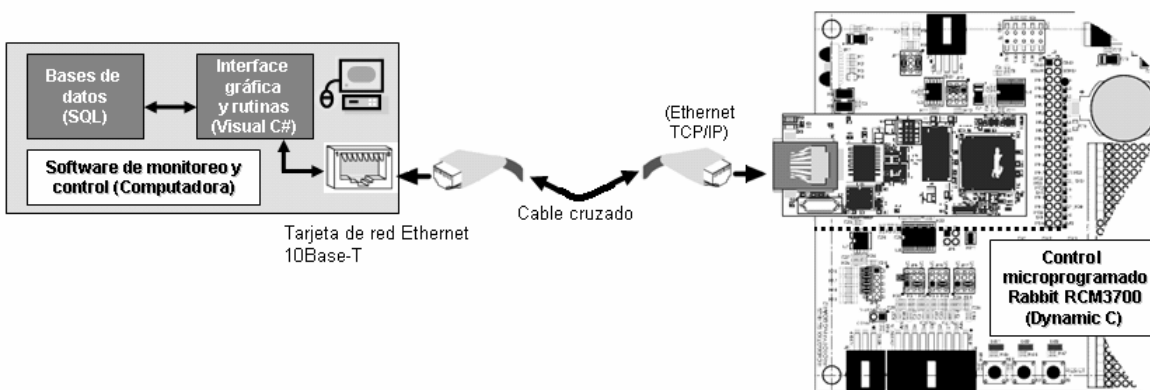 Bases de
datos
(SQL)
Interface
gráfica
y rutinas
(Visual C#)
Software de monitoreo y
control (Computadora)
Tarjeta de red Ethernet
10Base-T
Cable cruzado
(Ethernet
TCP/IP)
Control
microprogramado
Rabbit RCM3700
(Dynamic C)